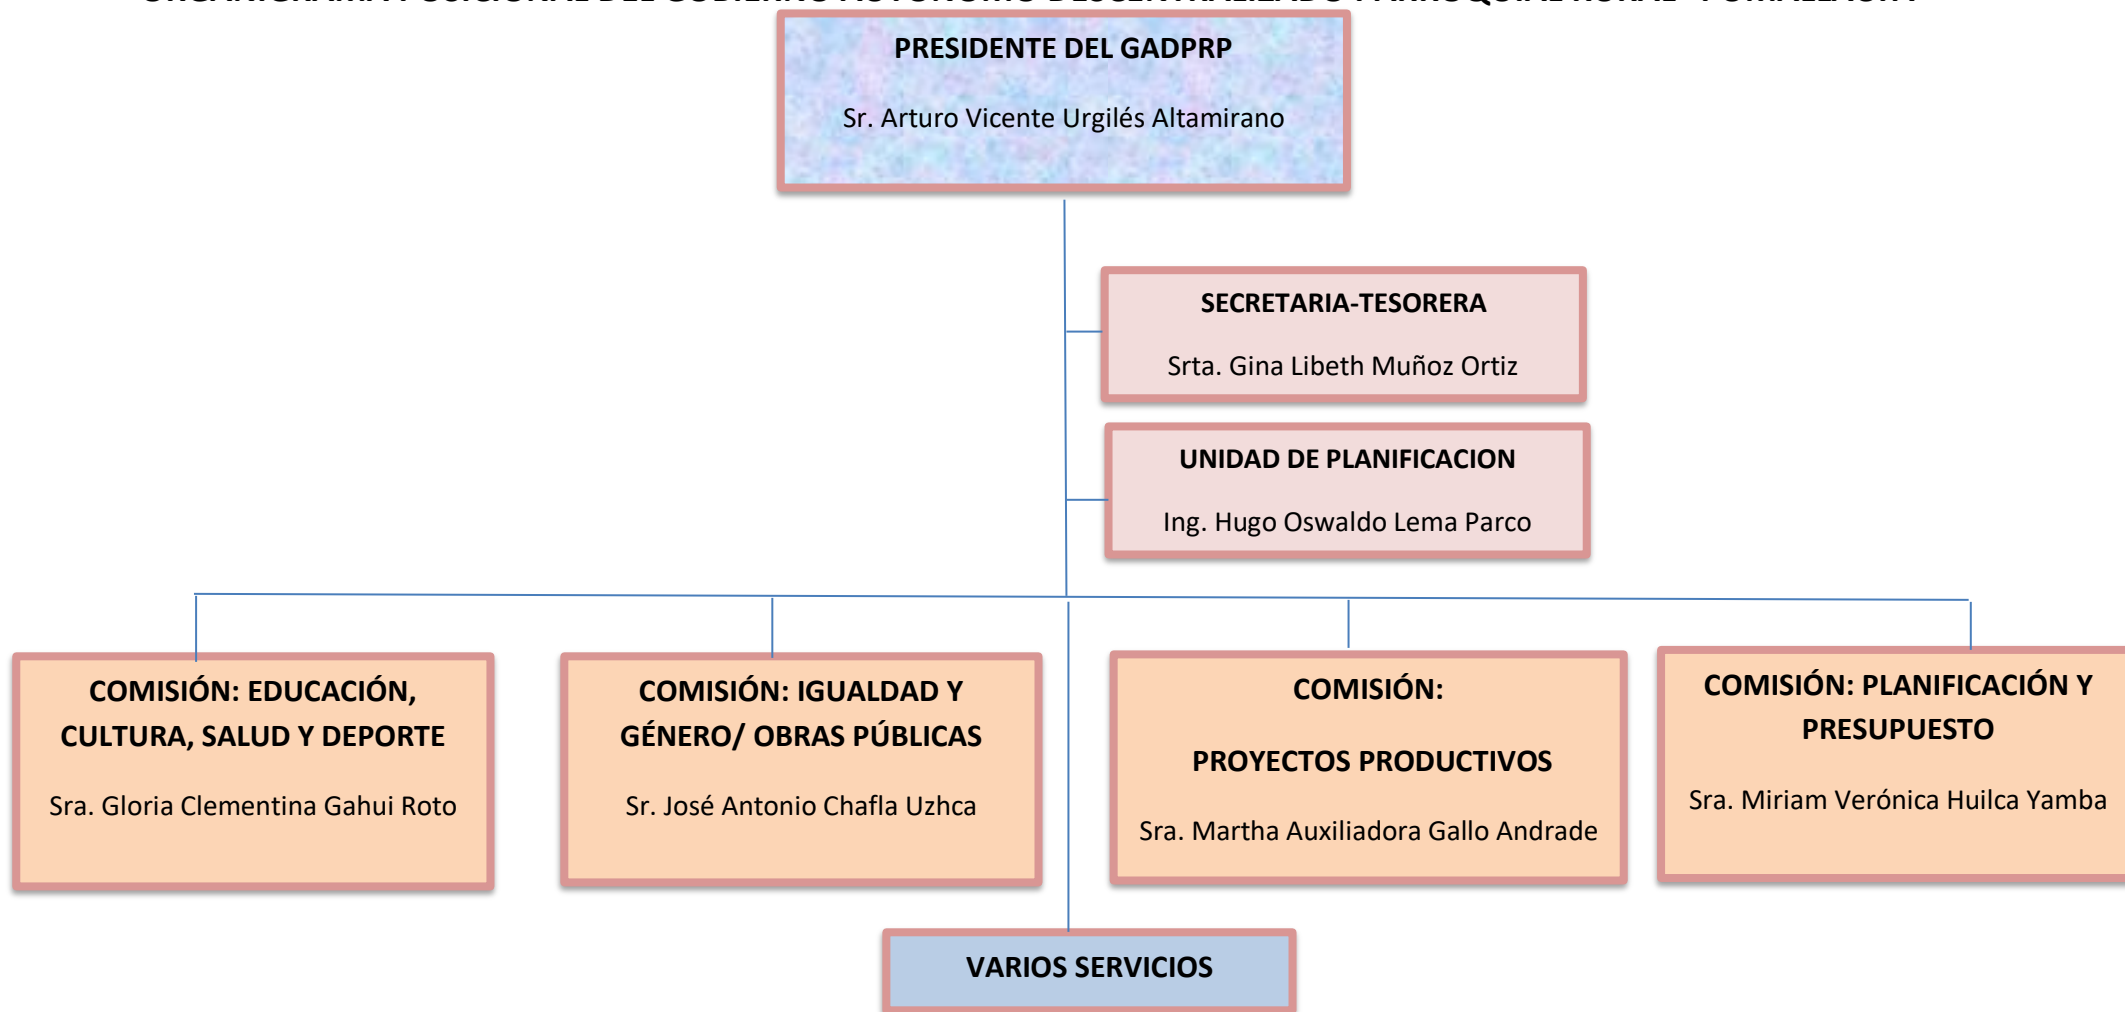 PRESIDENTE DEL GADPRP
Sr. Arturo Vicente Urgilés Altamirano
SECRETARIA-TESORERA
Srta. Gina Libeth Muñoz Ortiz
UNIDAD DE PLANIFICACION
Ing. Hugo Oswaldo Lema Parco
COMISIÓN: EDUCACIÓN,
CULTURA, SALUD Y DEPORTE
Sra. Gloria Clementina Gahui Roto
COMISIÓN: IGUALDAD Y
GÉNERO/ OBRAS PÚBLICAS
Sr. José Antonio Chafla Uzhca
COMISIÓN:
PROYECTOS PRODUCTIVOS
Sra. Martha Auxiliadora Gallo Andrade
COMISIÓN: PLANIFICACIÓN Y
PRESUPUESTO
Sra. Miriam Verónica Huilca Yamba
VARIOS SERVICIOS